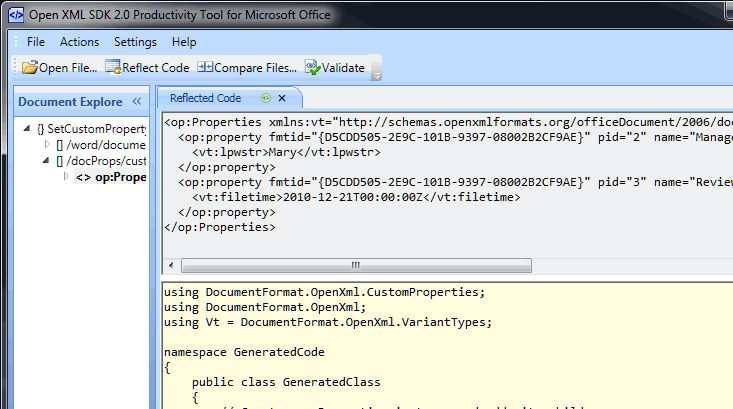 Open XML SDK 2.0 Productivity Tool for Microsoft Office
File Actions Settings Help
Open File... Reflect Code Compare Files... Validate
Document Explore
{} SetCustomProperty
[] /word/docume
[] /docProps/cust
<> op:Prope
Reflected Code
<op:Properties xmlns:vt="http://schemas.openxmlformats.org/officeDocument/2006/doc
<op:property fmtid="{D5CDD505-2E9C-101B-9397-08002B2CF9AE}" pid="2" name="Manage
<vt:lpwstr>Mary</vt:lpwstr>
</op:property>
<op:property fmtid="{D5CDD505-2E9C-101B-9397-08002B2CF9AE}" pid="3" name="Review
<vt:filetime>2010-12-21T00:00:00Z</vt:filetime>
</op:property>
</op:Properties>
using DocumentFormat.OpenXml.CustomProperties;
using DocumentFormat.OpenXml;
using Vt = DocumentFormat.OpenXml.VariantTypes;
namespace GeneratedCode
{
public class GeneratedClass
{